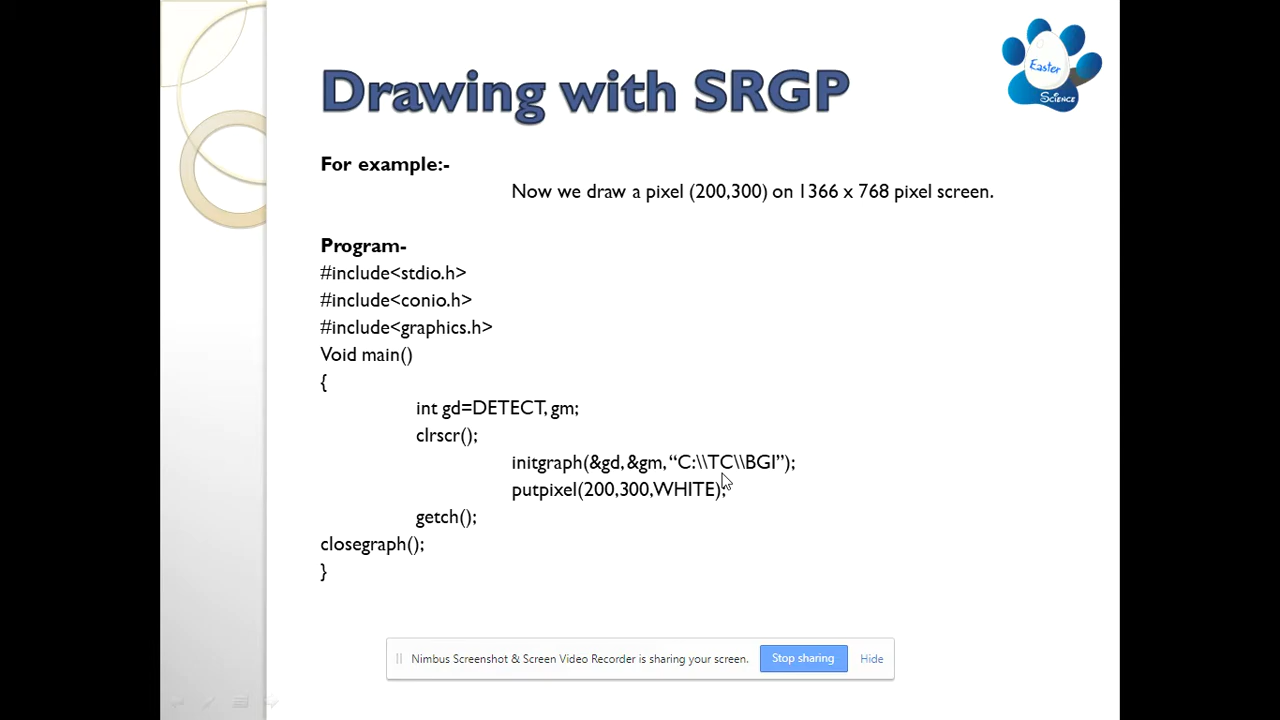 Drawing with SRGP
Easter
SCIENCE
For example:-
Now we draw a pixel (200,300) on 1366 x 768 pixel screen.
Program-
#include<stdio.h>
#include<conio.h>
#include<graphics.h>
Void main()
{
int gd=DETECT, gm;
clrscr();
initgraph(&gd, &gm, “C:\\TC\\BGI”);
putpixel(200,300,WHITE);
getch();
closegraph();
}
Nimbus Screenshot & Screen Video Recorder is sharing your screen.
Stop sharing
Hide